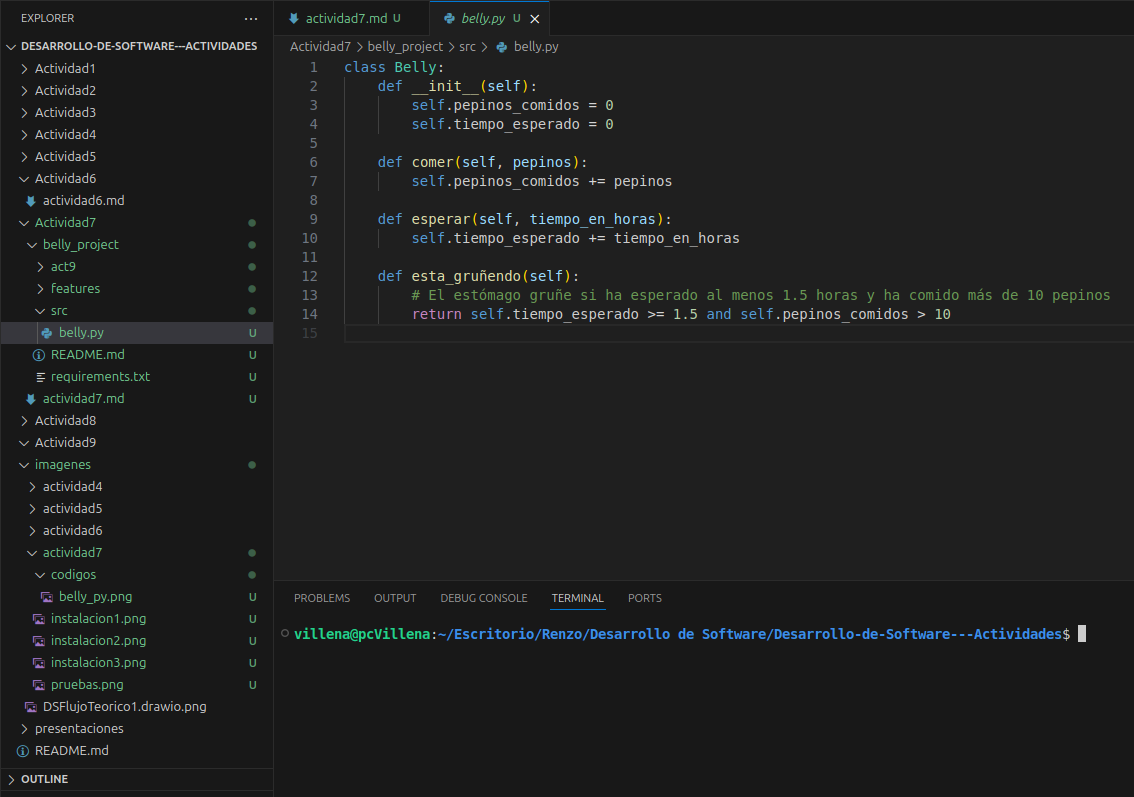 EXPLORER
DESARROLLO-DE-SOFTWARE---ACTIVIDADES
Actividad1
Actividad2
Actividad3
Actividad4
Actividad5
Actividad6
actividad6.md
Actividad7
belly_project
act9
features
src
belly.py U
README.md U
requirements.txt U
actividad7.md U
Actividad8
Actividad9
imagenes
actividad4
actividad5
actividad6
actividad7
codigos
belly_py.png U
instalacion1.png U
instalacion2.png U
instalacion3.png U
pruebas.png U
DSFlujoTeorico1.drawio.png
presentaciones
README.md
OUTLINE
actividad7.md U belly.py U
Actividad7 > belly_project > src > belly.py
1 class Belly:
2     def __init__(self):
3         self.pepinos_comidos = 0
4         self.tiempo_esperado = 0
5
6     def comer(self, pepinos):
7         self.pepinos_comidos += pepinos
8
9     def esperar(self, tiempo_en_horas):
10         self.tiempo_esperado += tiempo_en_horas
11
12     def esta_gruñendo(self):
13         # El estómago gruñe si ha esperado al menos 1.5 horas y ha comido más de 10 pepinos
14         return self.tiempo_esperado >= 1.5 and self.pepinos_comidos > 10
15
PROBLEMS OUTPUT DEBUG CONSOLE TERMINAL PORTS
villena@pcVillena:~/Escritorio/Renzo/Desarrollo de Software/Desarrollo-de-Software---Actividades$